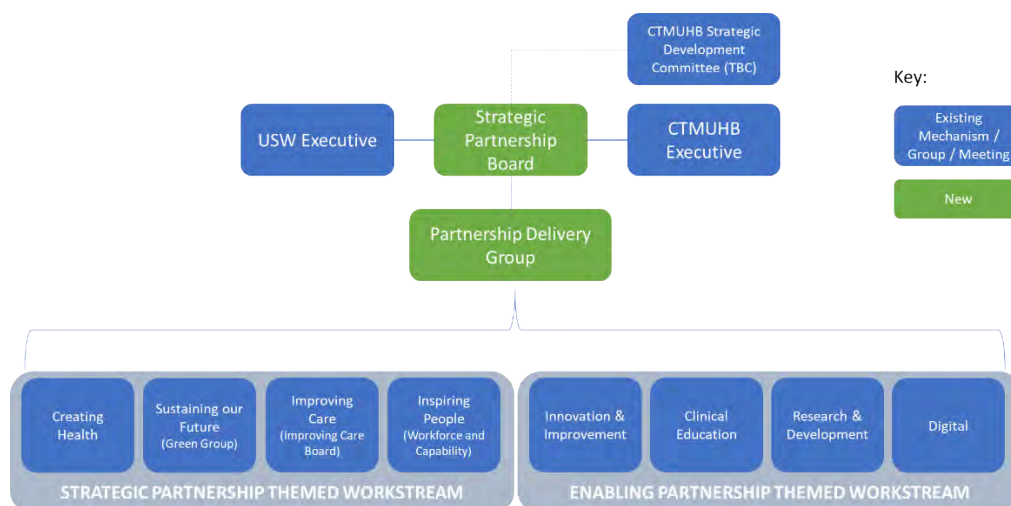 CTMUHB Strategic
Development
Committee (TBC)
Key:
USW Executive
Strategic
Partnership
Board
CTMUHB
Executive
Existing
Mechanism /
Group / Meeting
New
Partnership Delivery
Group
Creating
Health
Sustaining our
Future
(Green Group)
Improving
Care
(Improving Care
Board)
Inspiring
People
(Workforce and
Capability)
Innovation &
Improvement
Clinical
Education
Research &
Development
Digital
STRATEGIC PARTNERSHIP THEMED WORKSTREAM
ENABLING PARTNERSHIP THEMED WORKSTREAM